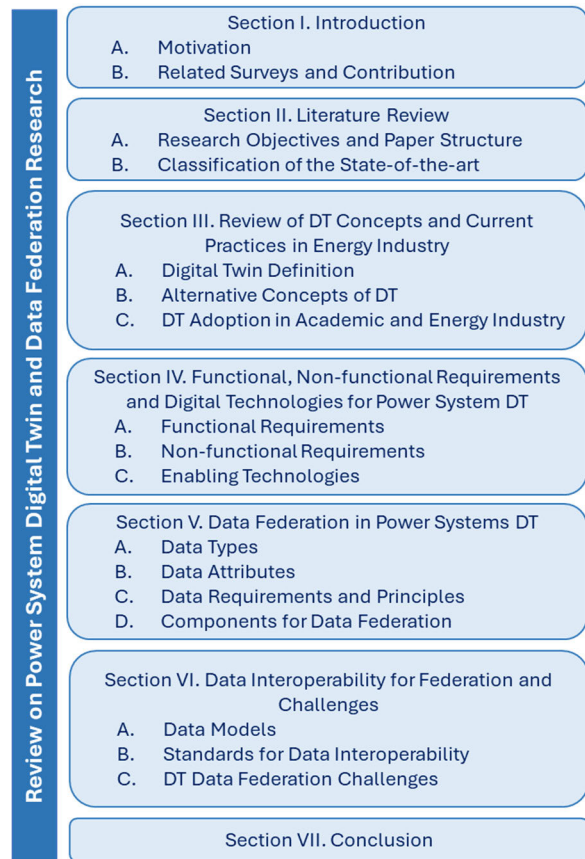 Review on Power System Digital Twin and Data Federation Research
Section I. Introduction
A. Motivation
B. Related Surveys and Contribution
Section II. Literature Review
A. Research Objectives and Paper Structure
B. Classification of the State-of-the-art
Section III. Review of DT Concepts and Current
Practices in Energy Industry
A. Digital Twin Definition
B. Alternative Concepts of DT
C. DT Adoption in Academic and Energy Industry
Section IV. Functional, Non-functional Requirements
and Digital Technologies for Power System DT
A. Functional Requirements
B. Non-functional Requirements
C. Enabling Technologies
Section V. Data Federation in Power Systems DT
A. Data Types
B. Data Attributes
C. Data Requirements and Principles
D. Components for Data Federation
Section VI. Data Interoperability for Federation and
Challenges
A. Data Models
B. Standards for Data Interoperability
C. DT Data Federation Challenges
Section VII. Conclusion